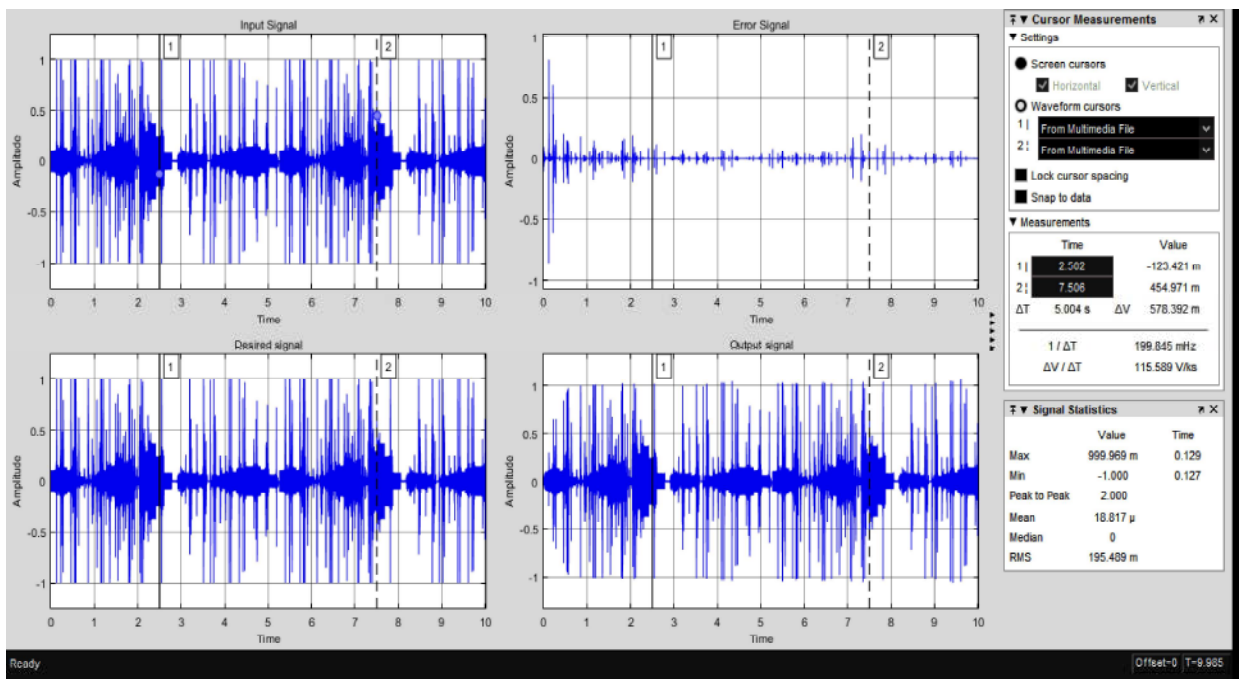 Input Signal
1
2
1
0.5
0
-0.5
-1
Amplitude
0 1 2 3 4 5 6 7 8 9 10
Time
Error Signal
1
2
1
0.5
0
-0.5
-1
Amplitude
0 1 2 3 4 5 6 7 8 9 10
Time
Desired signal
1
2
1
0.5
0
-0.5
-1
Amplitude
0 1 2 3 4 5 6 7 8 9 10
Time
Output signal
1
2
1
0.5
0
-0.5
-1
Amplitude
0 1 2 3 4 5 6 7 8 9 10
Time
Cursor Measurements
Settings
Screen cursors
Horizontal Vertical
Waveform cursors
1 | From Multimedia File
2 ¦ From Multimedia File
Lock cursor spacing
Snap to data
Measurements
Time Value
1 | 2.502 -123.421 m
2 ¦ 7.506 454.971 m
ΔT 5.004 s ΔV 578.392 m
1 / ΔT 199.845 mHz
ΔV / ΔT 115.589 V/ks
Signal Statistics
Value Time
Max 999.969 m 0.129
Min -1.000 0.127
Peak to Peak 2.000
Mean 18.817 µ
Median 0
RMS 195.489 m
Ready
Offset=0 T=9.985